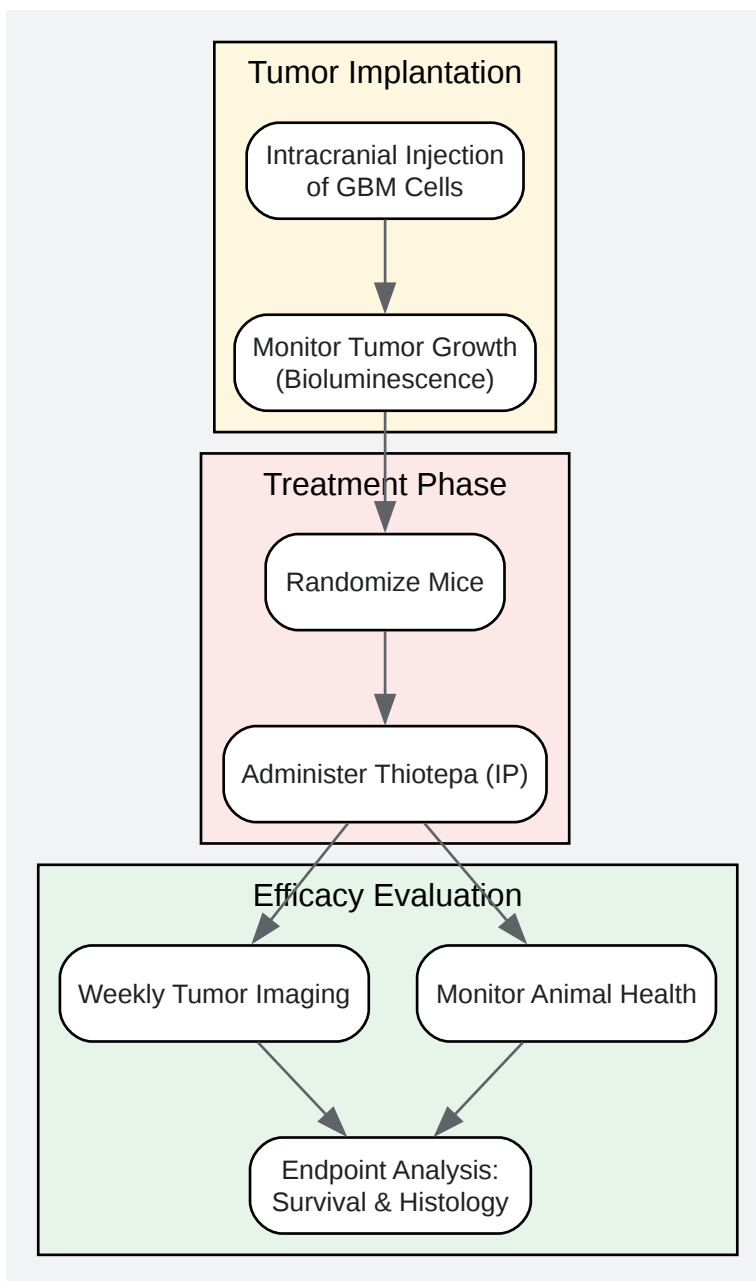 Tumor Implantation
Intracranial Injection
of GBM Cells
Monitor Tumor Growth
(Bioluminescence)
Treatment Phase
Randomize Mice
Administer Thiotepa (IP)
Efficacy Evaluation
Weekly Tumor Imaging
Monitor Animal Health
Endpoint Analysis:
Survival & Histology